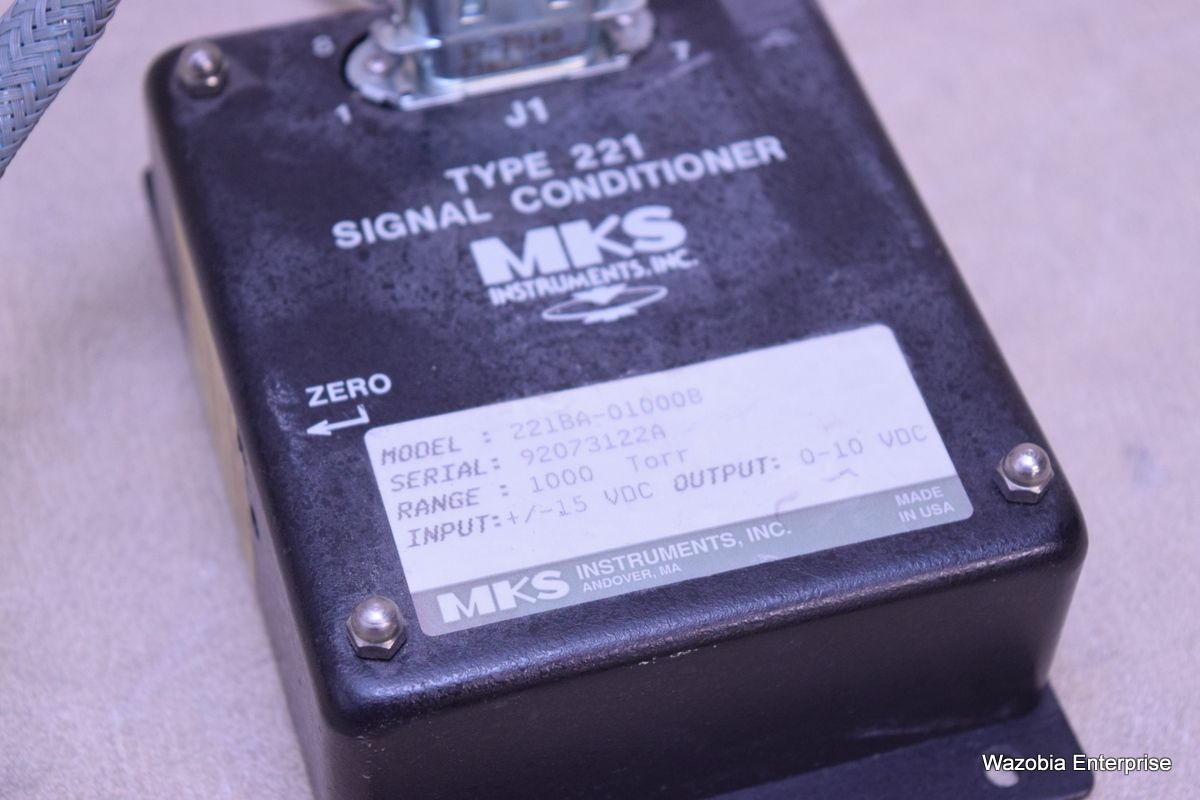 8
7
1
J1
TYPE 221
SIGNAL CONDITIONER
MKS
INSTRUMENTS, INC.
ZERO
MODEL : 221BA-01000B
SERIAL: 92073122A
RANGE : 1000 Torr
INPUT:+/-15 VDC OUTPUT: 0-10 VDC
MKS INSTRUMENTS, INC.
ANDOVER, MA
MADE
IN USA
Wazobia Enterprise